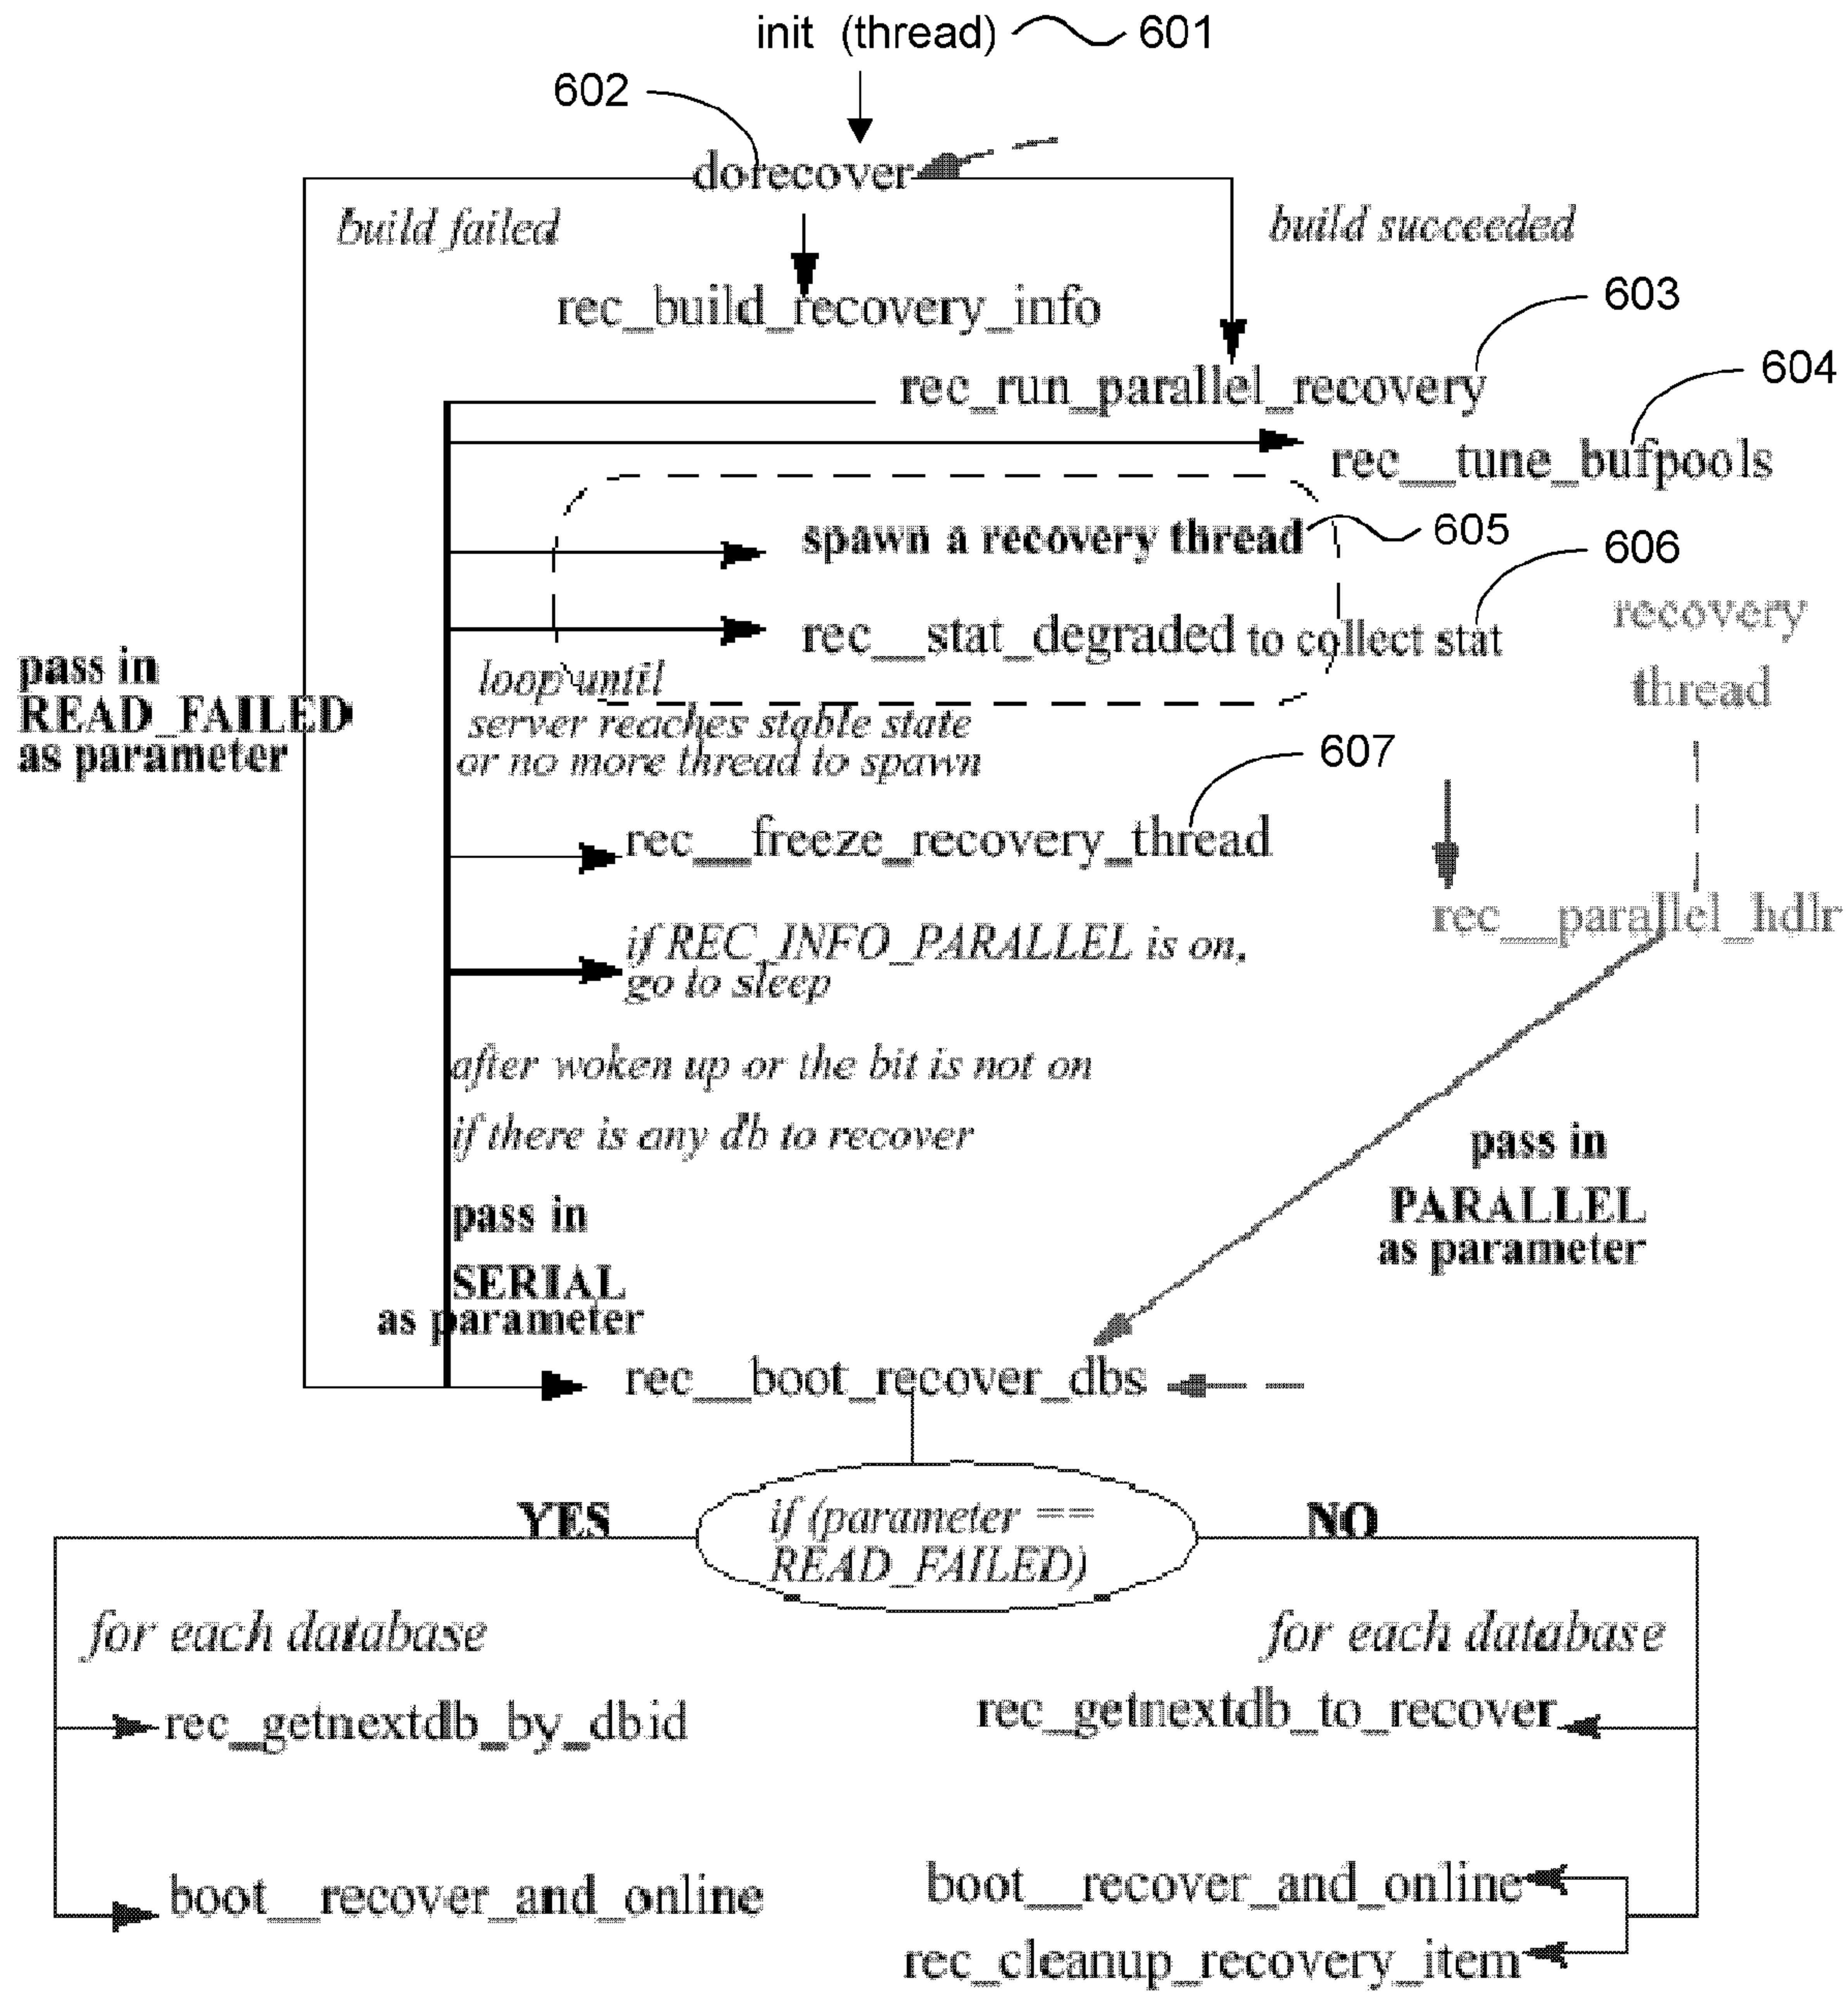 init (thread) 601
602
dorecover
build failed
build succeeded
rec_build_recovery_info
603
rec_run_parallel_recovery
604
rec__tune_bufpools
spawn a recovery thread 605
606
rec__stat_degraded to collect stat
recovery
thread
pass in
READ_FAILED
as parameter
loop until
server reaches stable state
or no more thread to spawn
607
rec__freeze_recovery_thread
rec__parallel_hdlr
if REC_INFO_PARALLEL is on,
go to sleep
after woken up or the bit is not on
if there is any db to recover
pass in
SERIAL
as parameter
pass in
PARALLEL
as parameter
rec__boot_recover_dbs
YES
if (parameter ==
READ_FAILED)
NO
for each database
for each database
rec_getnextdb_by_dbid
rec_getnextdb_to_recover
boot__recover_and_online
boot__recover_and_online
rec_cleanup_recovery_item